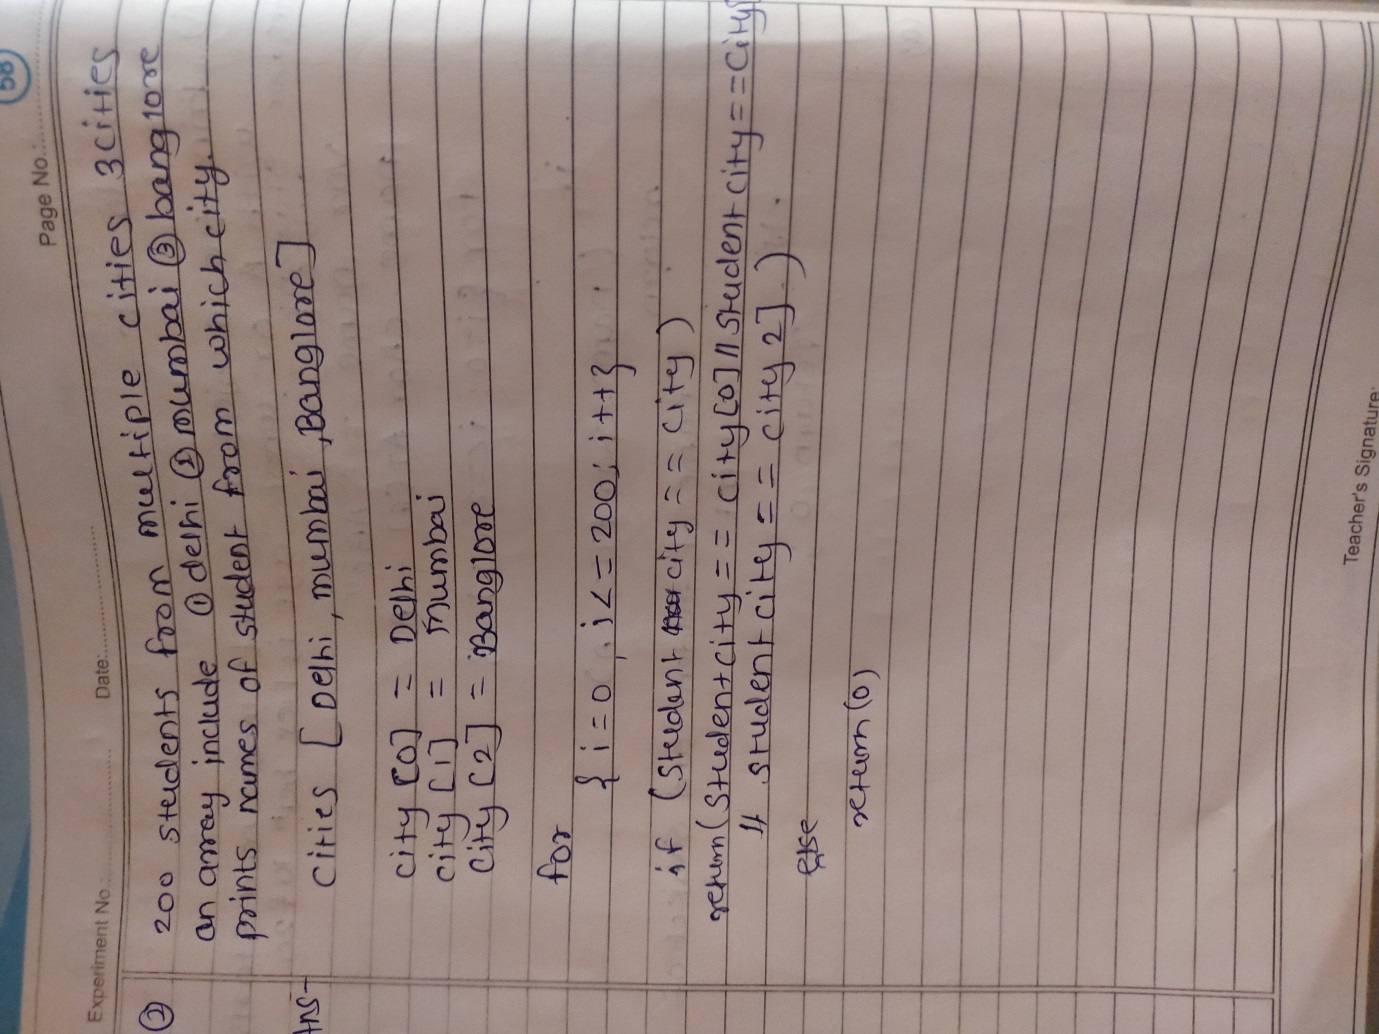 58
Page No.:
Experiment No.: Date:
② 200 students from multiple cities 3 cities
an array include ① delhi ② mumbai ③ banglore
prints names of student from which city.
Ans- cities [Delhi, mumbai, Banglore]
city [0] = Delhi
city [1] = mumbai
city [2] = Banglore
for
{ i = 0, i <= 200; i++}
if (student city == city)
return (student city == city [0] || student city == city
|| student city == city 2])
else
return (0)
Teacher's Signature: